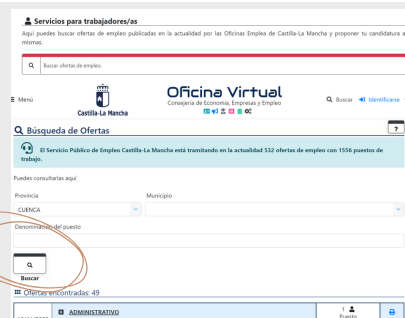 Servicios para trabajadores/as
Aquí puedes buscar ofertas de empleo publicadas en la actualidad por las Oficinas Emplea de Castilla-La Mancha y proponer tu candidatura a
mismas.
Buscar ofertas de empleo.
Menú
Castilla-La Mancha
Oficina Virtual
Consejería de Economía, Empresas y Empleo
Buscar
Identificarse
Búsqueda de Ofertas
?
El Servicio Público de Empleo Castilla-La Mancha está tramitando en la actualidad 532 ofertas de empleo con 1556 puestos de
trabajo.
Puedes consultarlas aquí
Provincia
Municipio
CUENCA
Denominación del puesto
Buscar
Ofertas encontradas: 49
ADMINISTRATIVO
1
Puesto